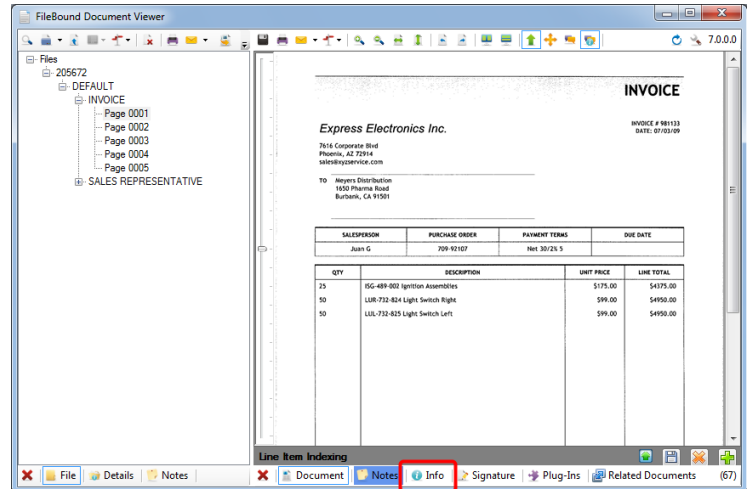 FileBound Document Viewer
7.0.0.0
Files
205672
DEFAULT
INVOICE
Page 0001
Page 0002
Page 0003
Page 0004
Page 0005
SALES REPRESENTATIVE
INVOICE
Express Electronics Inc.
INVOICE # 981133
DATE: 07/03/09
7616 Corporate Blvd
Phoenix, AZ 72914
sales@xyzservice.com
TO Meyers Distribution
1650 Pharma Road
Burbank, CA 91501
SALESPERSON PURCHASE ORDER PAYMENT TERMS DUE DATE
Juan G 709-92107 Net 30/2% 5
QTY DESCRIPTION UNIT PRICE LINE TOTAL
25 ISG-489-002 Ignition Assemblies $175.00 $4375.00
50 LUR-732-824 Light Switch Right $99.00 $4950.00
50 LUL-732-825 Light Switch Left $99.00 $4950.00
Line Item Indexing
File Details Notes
Document Notes Info Signature Plug-Ins Related Documents (67)